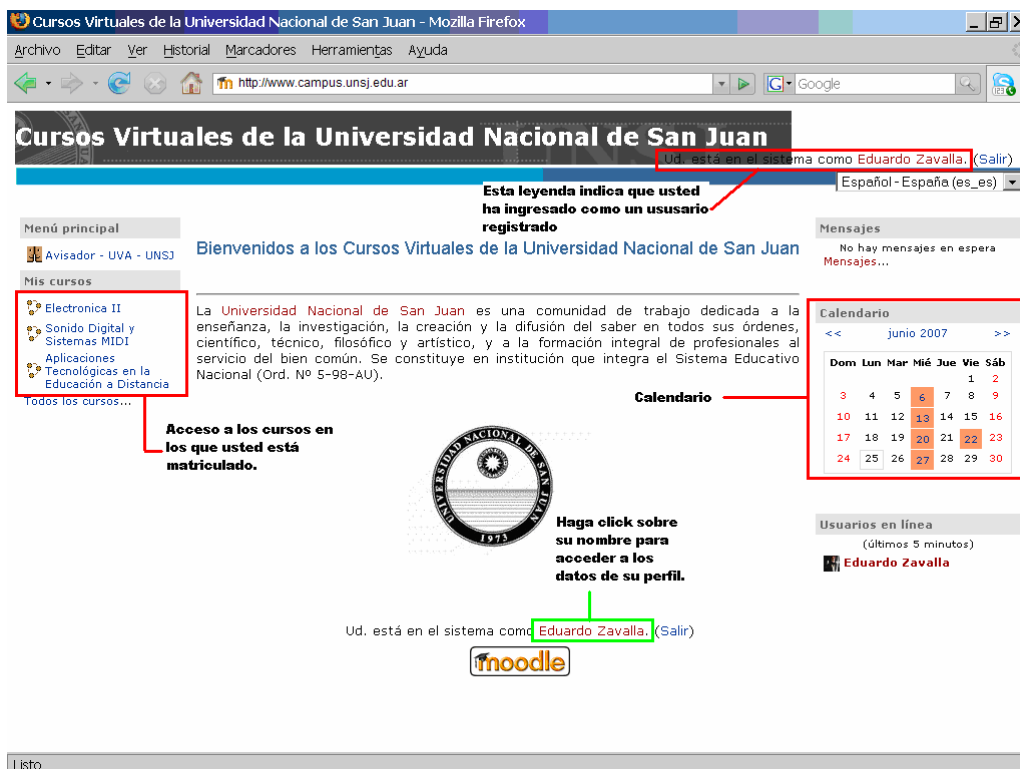 Cursos Virtuales de la Universidad Nacional de San Juan - Mozilla Firefox
Archivo Editar Ver Historial Marcadores Herramientas Ayuda
http://www.campus.unsj.edu.ar
G Google
Cursos Virtuales de la Universidad Nacional de San Juan
Ud. está en el sistema como Eduardo Zavalla. (Salir)
Español - España (es_es)
Esta leyenda indica que usted
ha ingresado como un ususario
registrado
Menú principal
Avisador - UVA - UNSJ
Mis cursos
Electronica II
Sonido Digital y
Sistemas MIDI
Aplicaciones
Tecnológicas en la
Educación a Distancia
Todos los cursos...
Acceso a los cursos en
los que usted está
matriculado.
Bienvenidos a los Cursos Virtuales de la Universidad Nacional de San Juan
La Universidad Nacional de San Juan es una comunidad de trabajo dedicada a la
enseñanza, la investigación, la creación y la difusión del saber en todos sus órdenes,
científico, técnico, filosófico y artístico, y a la formación integral de profesionales al
servicio del bien común. Se constituye en institución que integra el Sistema Educativo
Nacional (Ord. Nº 5-98-AU).
Calendario
UNIVERSIDAD NACIONAL DE SAN JUAN
1973
Haga click sobre
su nombre para
acceder a los
datos de su perfil.
Ud. está en el sistema como Eduardo Zavalla. (Salir)
moodle
Mensajes
No hay mensajes en espera
Mensajes...
Calendario
<< junio 2007 >>
Dom Lun Mar Mié Jue Vie Sáb
1 2
3 4 5 6 7 8 9
10 11 12 13 14 15 16
17 18 19 20 21 22 23
24 25 26 27 28 29 30
Usuarios en línea
(últimos 5 minutos)
Eduardo Zavalla
Listo